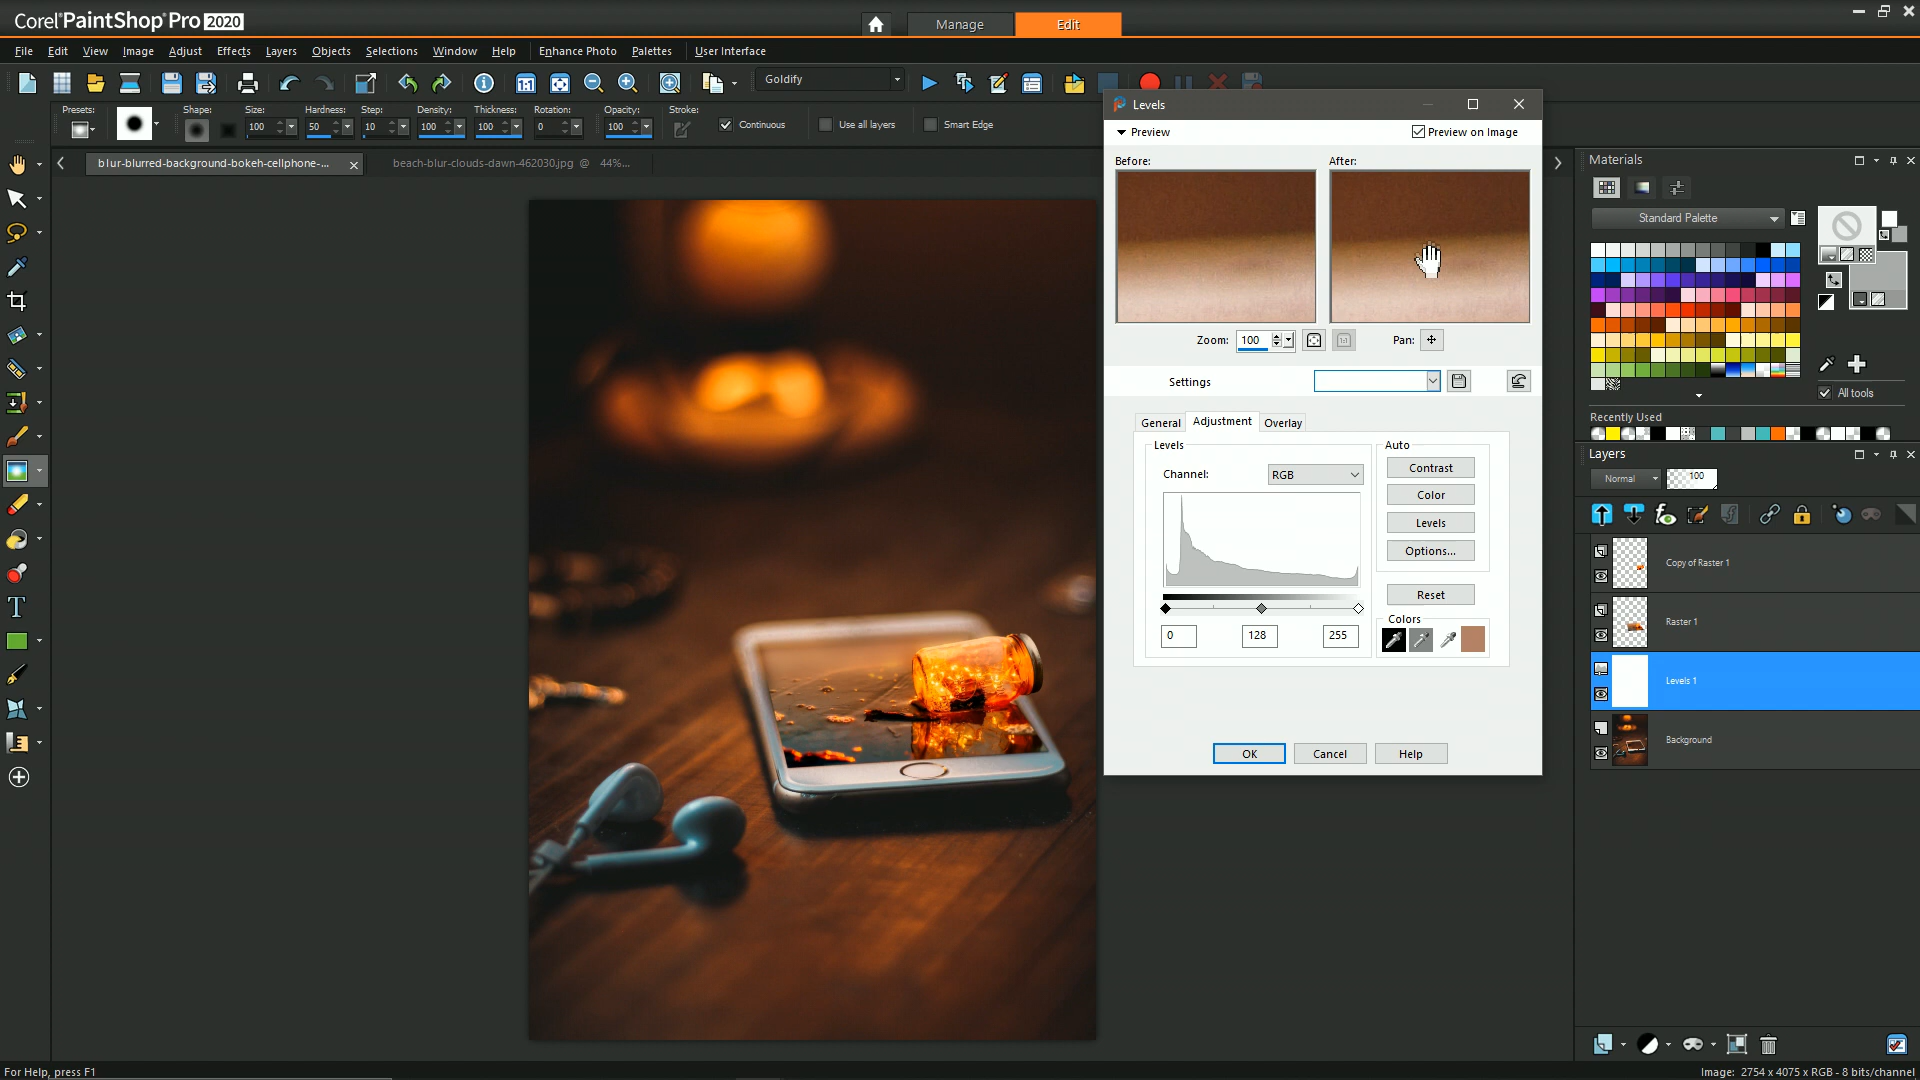 Corel PaintShop Pro 2020
Manage
Edit
File Edit View Image Adjust Effects Layers Objects Selections Window Help Enhance Photo Palettes User Interface
Goldify
Presets: Shape: Size: Hardness: Step: Density: Thickness: Rotation: Opacity: Stroke:
100 50 10 100 100 0 100
Continuous Use all layers Smart Edge
blur-blurred-background-bokeh-cellphone-...
beach-blur-clouds-dawn-462030.jpg @ 44%...
Levels
Preview
Preview on Image
Before: After:
Zoom: 100 Pan:
Settings
General Adjustment Overlay
Levels
Channel: RGB
0 128 255
Auto
Contrast
Color
Levels
Options...
Reset
Colors
OK Cancel Help
Materials
Standard Palette
All tools
Recently Used
Layers
Normal 100
Copy of Raster 1
Raster 1
Levels 1
Background
For Help, press F1
Image: 2754 x 4075 x RGB - 8 bits/channel